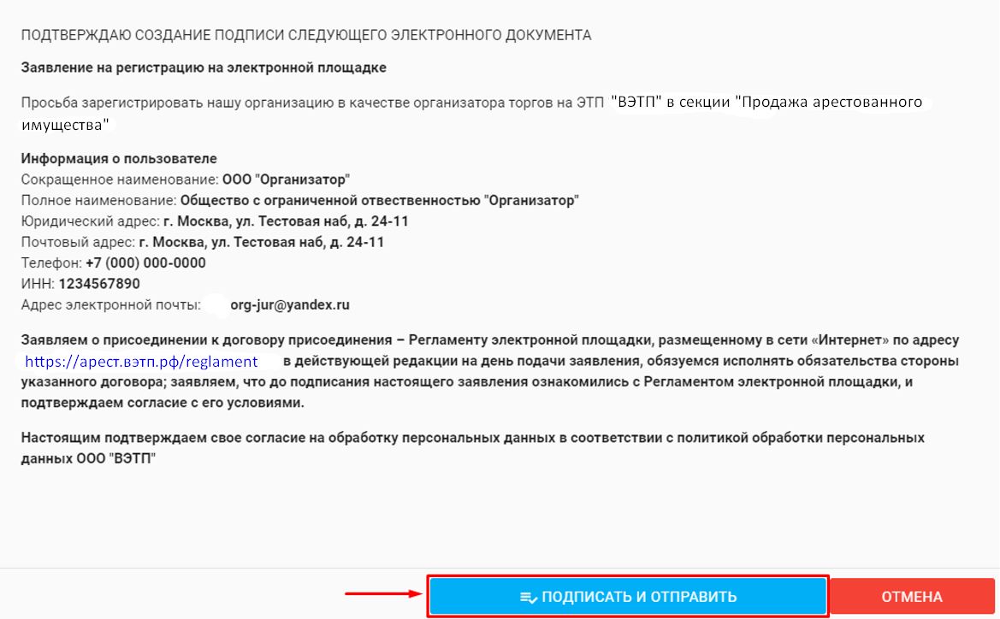 ПОДТВЕРЖДАЮ СОЗДАНИЕ ПОДПИСИ СЛЕДУЮЩЕГО ЭЛЕКТРОННОГО ДОКУМЕНТА
Заявление на регистрацию на электронной площадке
Просьба зарегистрировать нашу организацию в качестве организатора торгов на ЭТП "ВЭТП" в секции "Продажа арестованного
имущества"
Информация о пользователе
Сокращенное наименование: ООО "Организатор"
Полное наименование: Общество с ограниченной отвественностью "Организатор"
Юридический адрес: г. Москва, ул. Тестовая наб, д. 24-11
Почтовый адрес: г. Москва, ул. Тестовая наб, д. 24-11
Телефон: +7 (000) 000-0000
ИНН: 1234567890
Адрес электронной почты: org-jur@yandex.ru
Заявляем о присоединении к договору присоединения – Регламенту электронной площадки, размещенному в сети «Интернет» по адресу
https://арест.вэтп.рф/reglament в действующей редакции на день подачи заявления, обязуемся исполнять обязательства стороны
указанного договора; заявляем, что до подписания настоящего заявления ознакомились с Регламентом электронной площадки, и
подтверждаем согласие с его условиями.
Настоящим подтверждаем свое согласие на обработку персональных данных в соответствии с политикой обработки персональных
данных ООО "ВЭТП"
ПОДПИСАТЬ И ОТПРАВИТЬ ОТМЕНА